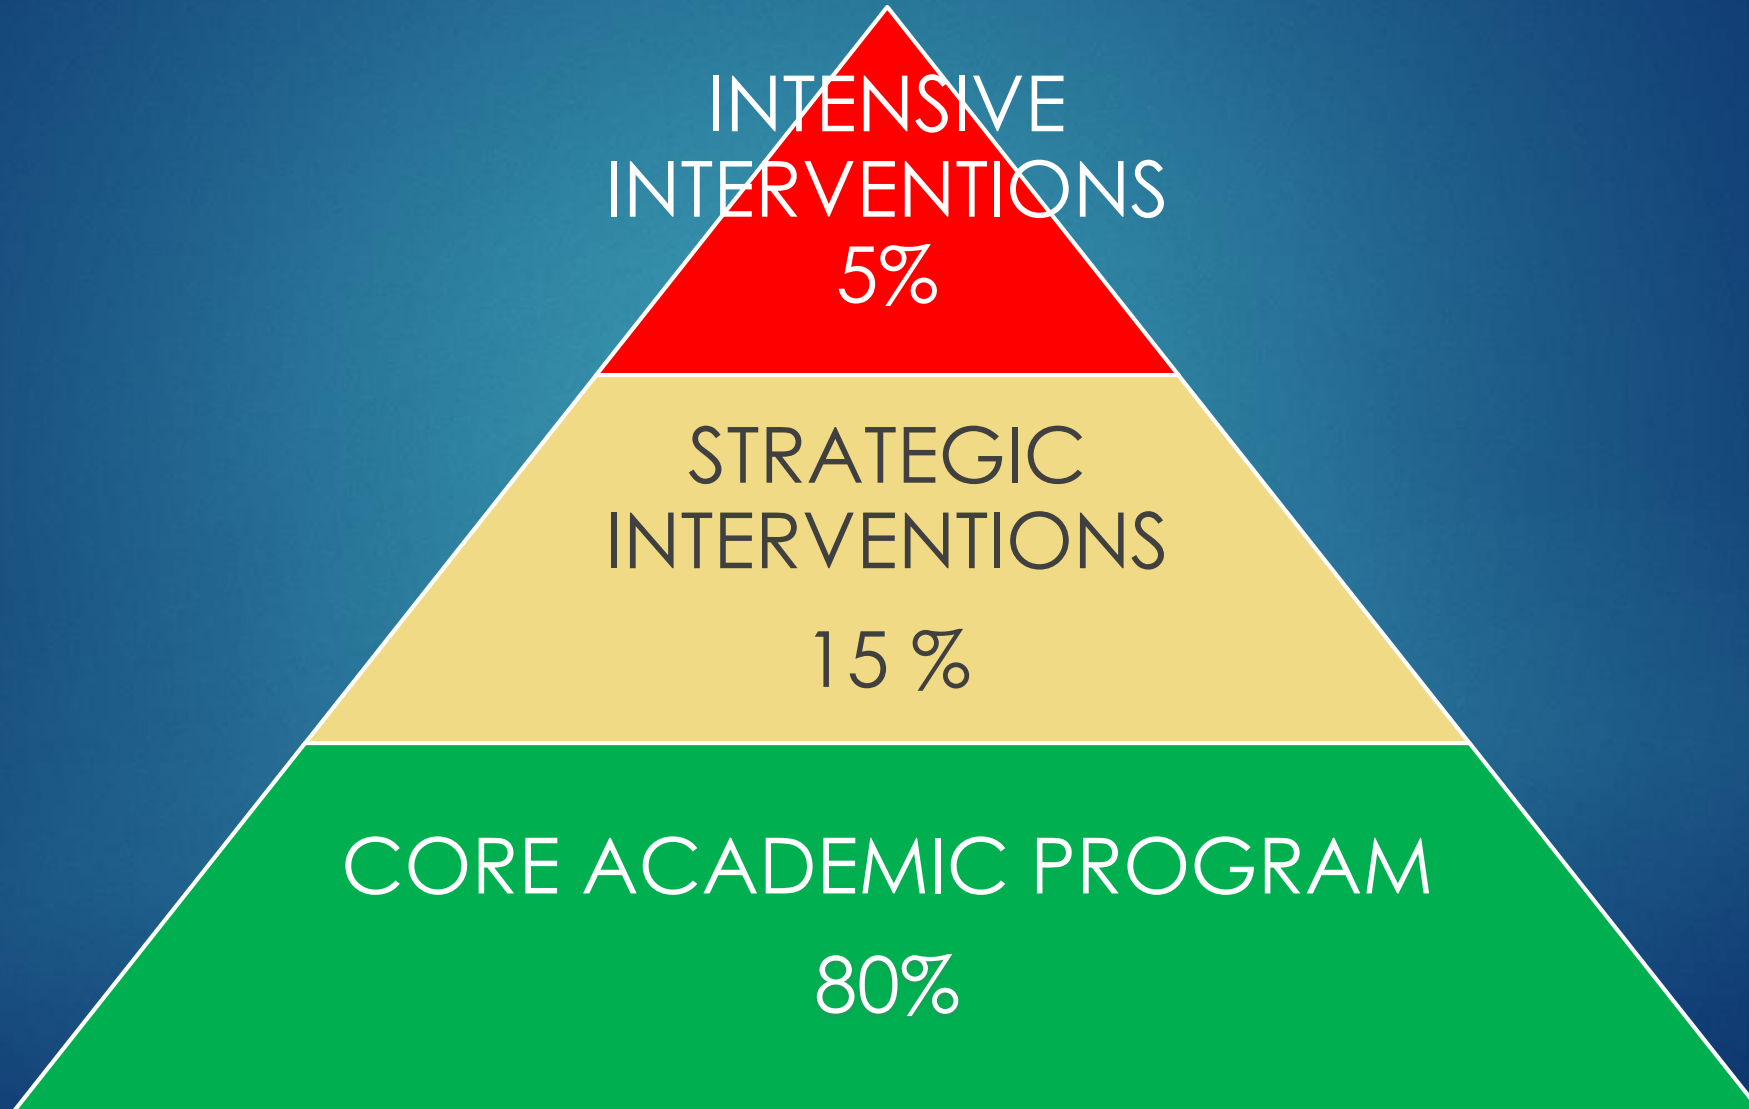 INTENSIVE
INTERVENTIONS
5%
STRATEGIC
INTERVENTIONS
15 %
CORE ACADEMIC PROGRAM
80%